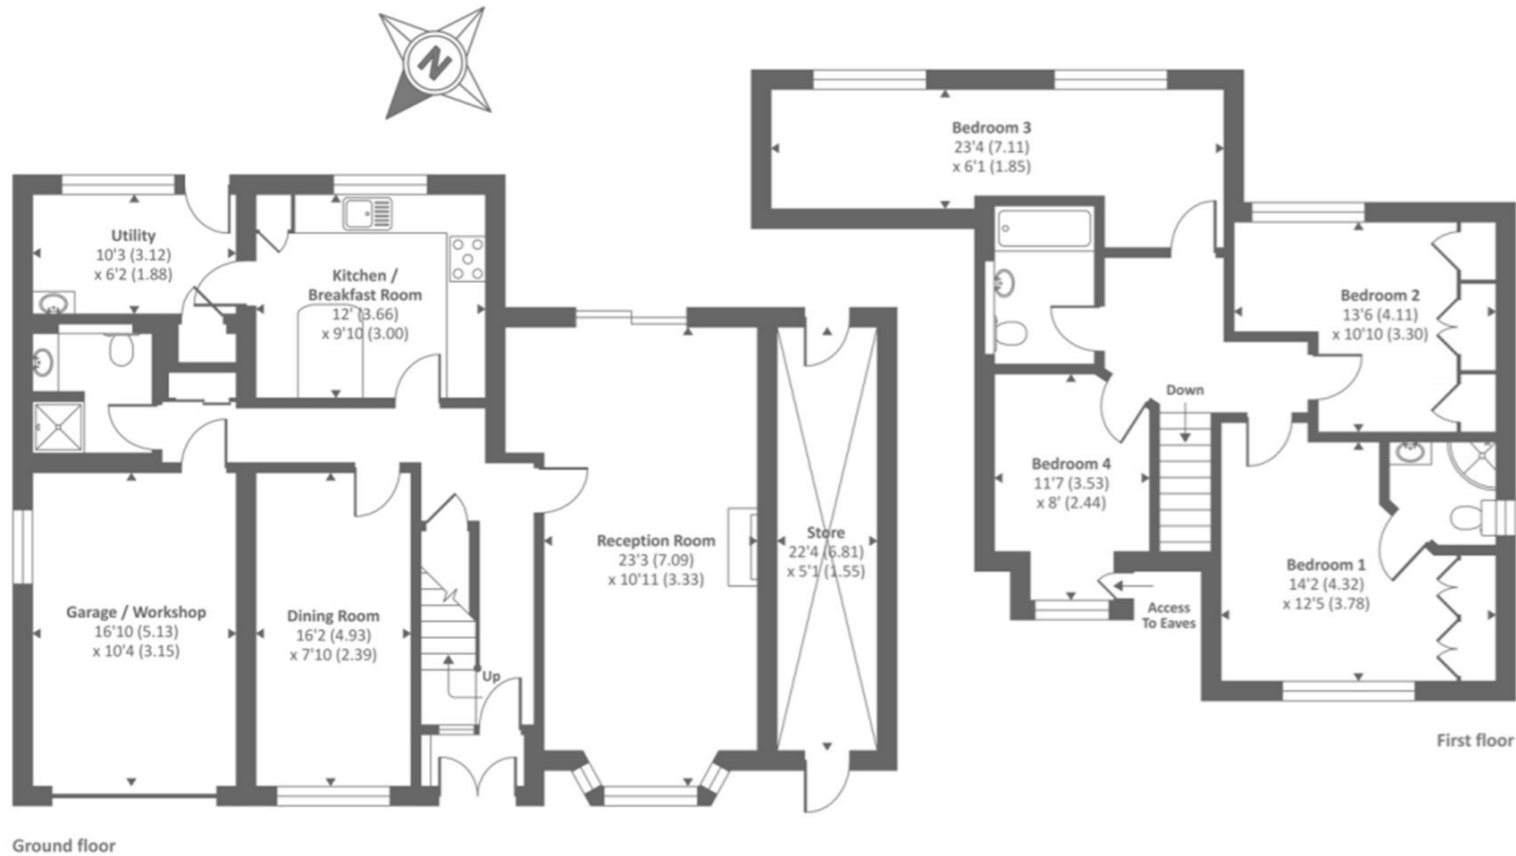 N
Utility
10'3 (3.12)
x 6'2 (1.88)
Kitchen /
Breakfast Room
12' (3.66)
x 9'10 (3.00)
Garage / Workshop
16'10 (5.13)
x 10'4 (3.15)
Dining Room
16'2 (4.93)
x 7'10 (2.39)
Up
Reception Room
23'3 (7.09)
x 10'11 (3.33)
Store
22'4 (6.81)
x 5'1 (1.55)
Ground floor
Bedroom 3
23'4 (7.11)
x 6'1 (1.85)
Bedroom 2
13'6 (4.11)
x 10'10 (3.30)
Down
Bedroom 4
11'7 (3.53)
x 8' (2.44)
Bedroom 1
14'2 (4.32)
x 12'5 (3.78)
Access
To Eaves
First floor